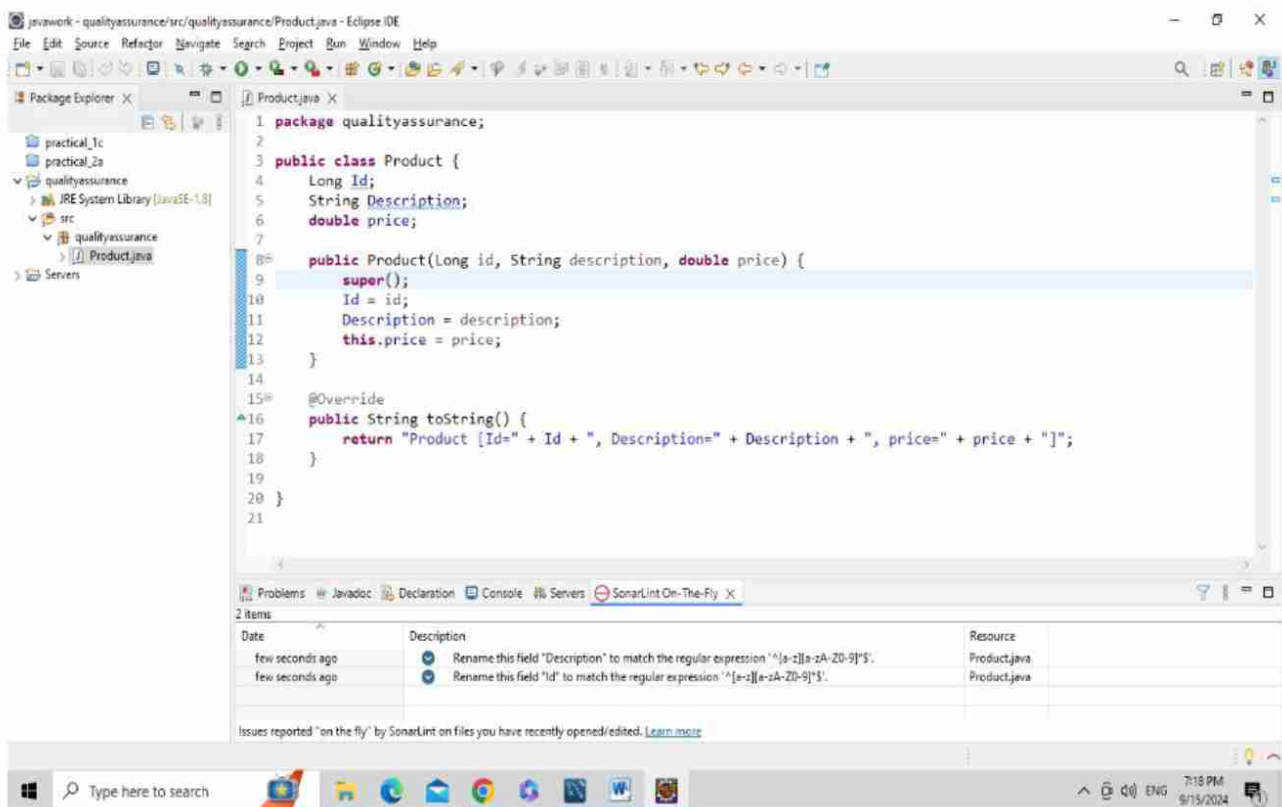 javawork - qualityassurance/src/qualityassurance/Product.java - Eclipse IDE
File Edit Source Refactor Navigate Search Project Run Window Help
Package Explorer
practical_1c
practical_2a
qualityassurance
JRE System Library [JavaSE-1.8]
src
qualityassurance
Product.java
Servers
Product.java
1 package qualityassurance;
2
3 public class Product {
4 Long Id;
5 String Description;
6 double price;
7
8 public Product(Long id, String description, double price) {
9 super();
10 Id = id;
11 Description = description;
12 this.price = price;
13 }
14
15 @Override
16 public String toString() {
17 return "Product [Id=" + Id + ", Description=" + Description + ", price=" + price + "]";
18 }
19
20 }
21
Problems Javadoc Declaration Console Servers SonarLint On-The-Fly
2 items
Date Description Resource
few seconds ago Rename this field "Description" to match the regular expression '^[a-z][a-zA-Z0-9]*$'. Product.java
few seconds ago Rename this field "Id" to match the regular expression '^[a-z][a-zA-Z0-9]*$'. Product.java
Issues reported "on the fly" by SonarLint on files you have recently opened/edited. Learn more
Type here to search
W
ENG
7:18 PM
9/15/2024